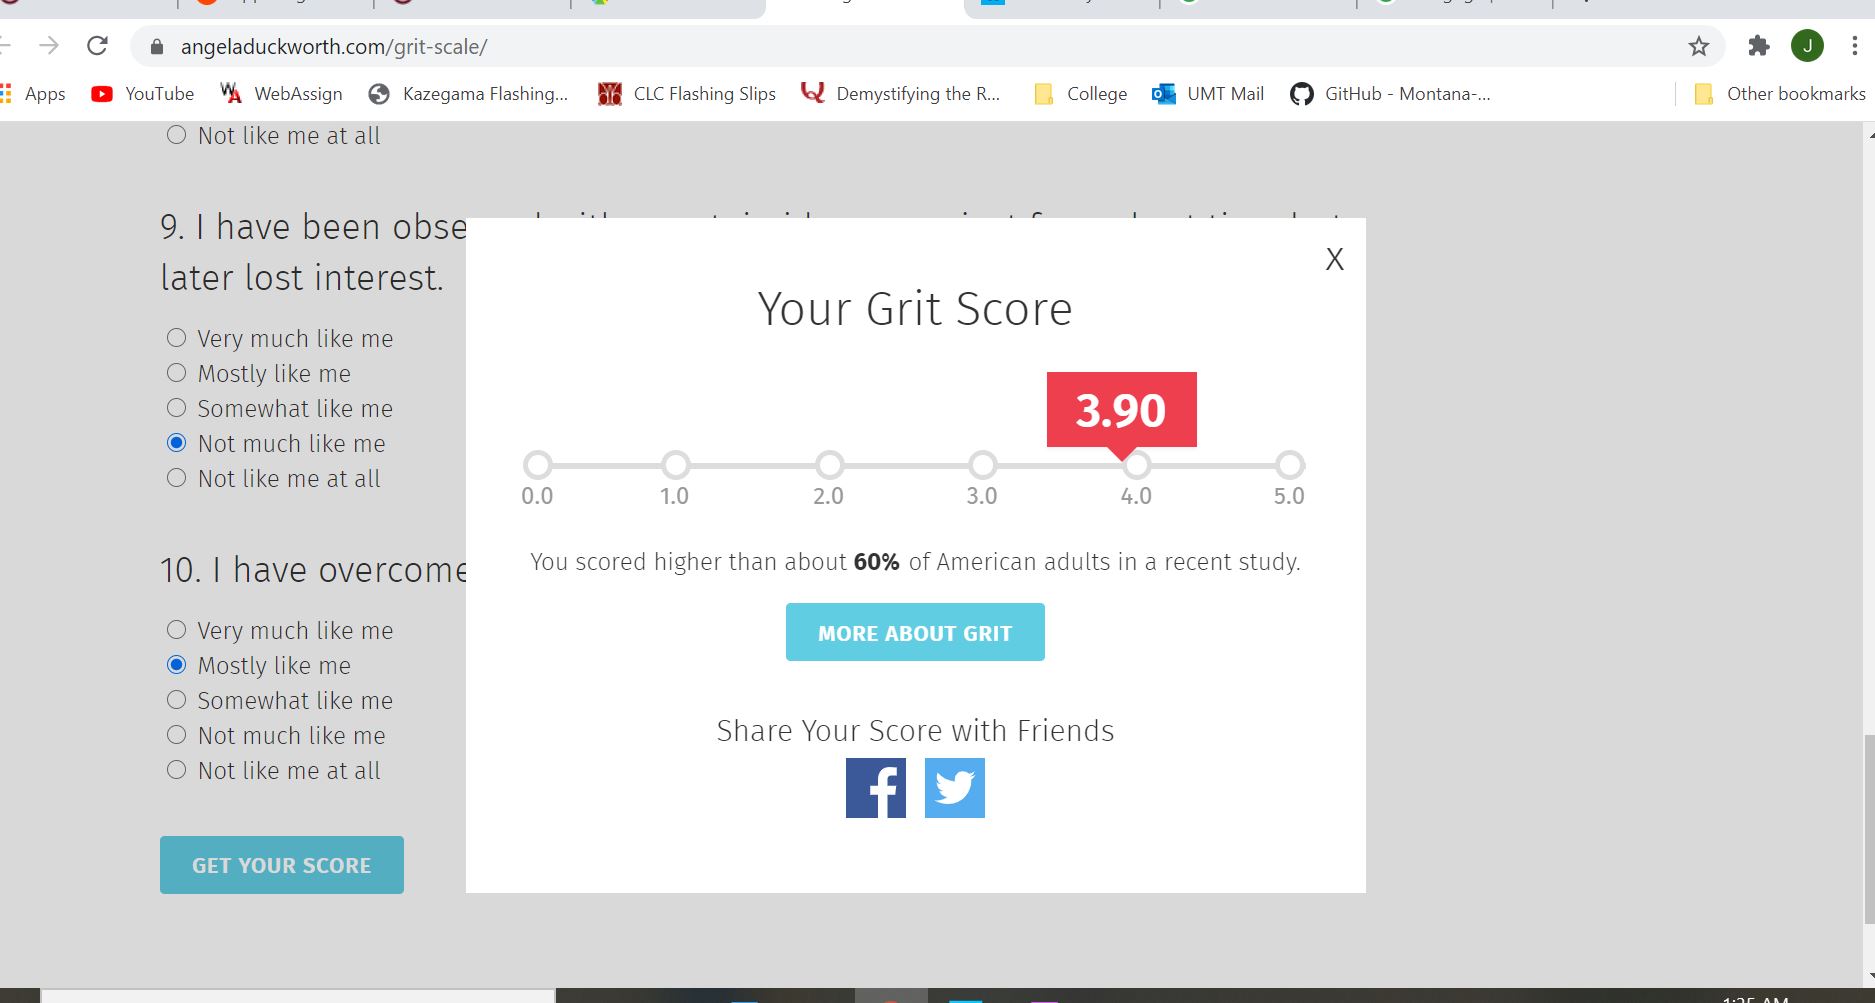 angeladuckworth.com/grit-scale/
J
Apps YouTube WebAssign Kazegama Flashing... CLC Flashing Slips Demystifying the R... College UMT Mail GitHub - Montana-... Other bookmarks
Not like me at all
9. I have been obse
later lost interest.
Very much like me
Mostly like me
Somewhat like me
Not much like me
Not like me at all
10. I have overcome
Very much like me
Mostly like me
Somewhat like me
Not much like me
Not like me at all
GET YOUR SCORE
X
Your Grit Score
3.90
0.0 1.0 2.0 3.0 4.0 5.0
You scored higher than about 60% of American adults in a recent study.
MORE ABOUT GRIT
Share Your Score with Friends